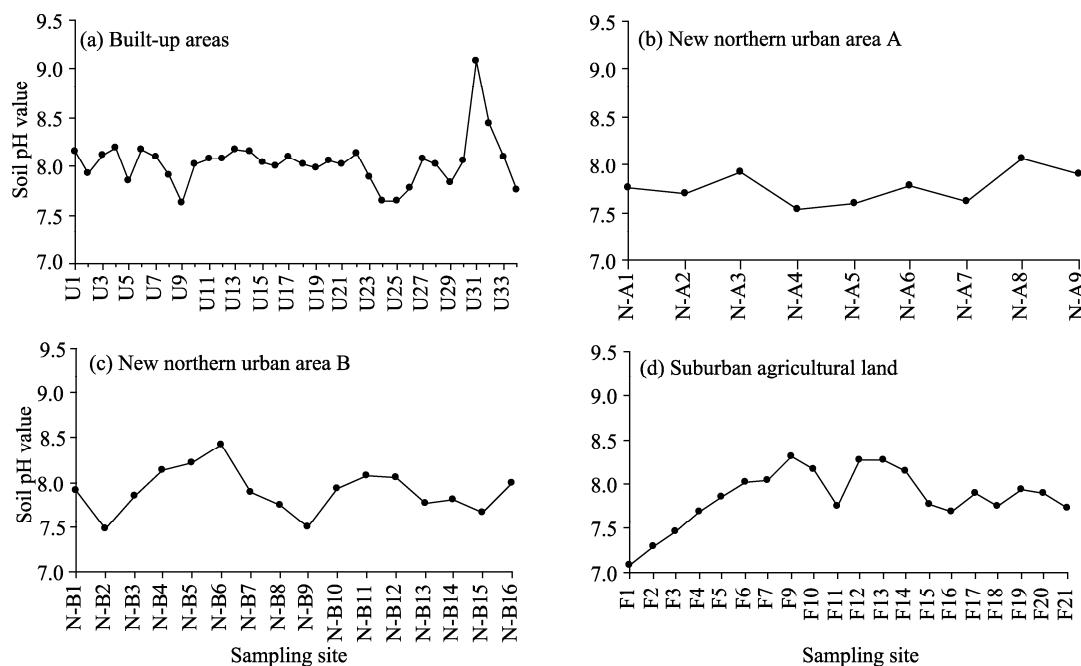 (a) Built-up areas
Soil pH value
9.5
9.0
8.5
8.0
7.5
7.0
U1
U3
U5
U7
U9
U11
U13
U15
U17
U19
U21
U23
U25
U27
U29
U31
U33
(b) New northern urban area A
9.5
9.0
8.5
8.0
7.5
7.0
N-A1
N-A2
N-A3
N-A4
N-A5
N-A6
N-A7
N-A8
N-A9
(c) New northern urban area B
Soil pH value
9.5
9.0
8.5
8.0
7.5
7.0
N-B1
N-B2
N-B3
N-B4
N-B5
N-B6
N-B7
N-B8
N-B9
N-B10
N-B11
N-B12
N-B13
N-B14
N-B15
N-B16
Sampling site
(d) Suburban agricultural land
9.5
9.0
8.5
8.0
7.5
7.0
F1
F2
F3
F4
F5
F6
F7
F9
F10
F11
F12
F13
F14
F15
F16
F17
F18
F19
F20
F21
Sampling site